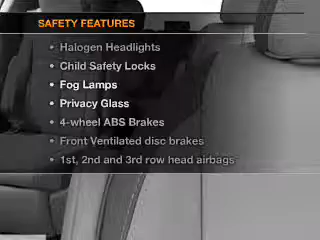 SAFETY FEATURES
• Halogen Headlights
• Child Safety Locks
• Fog Lamps
• Privacy Glass
• 4-wheel ABS Brakes
• Front Ventilated disc brakes
• 1st, 2nd and 3rd row head airbags